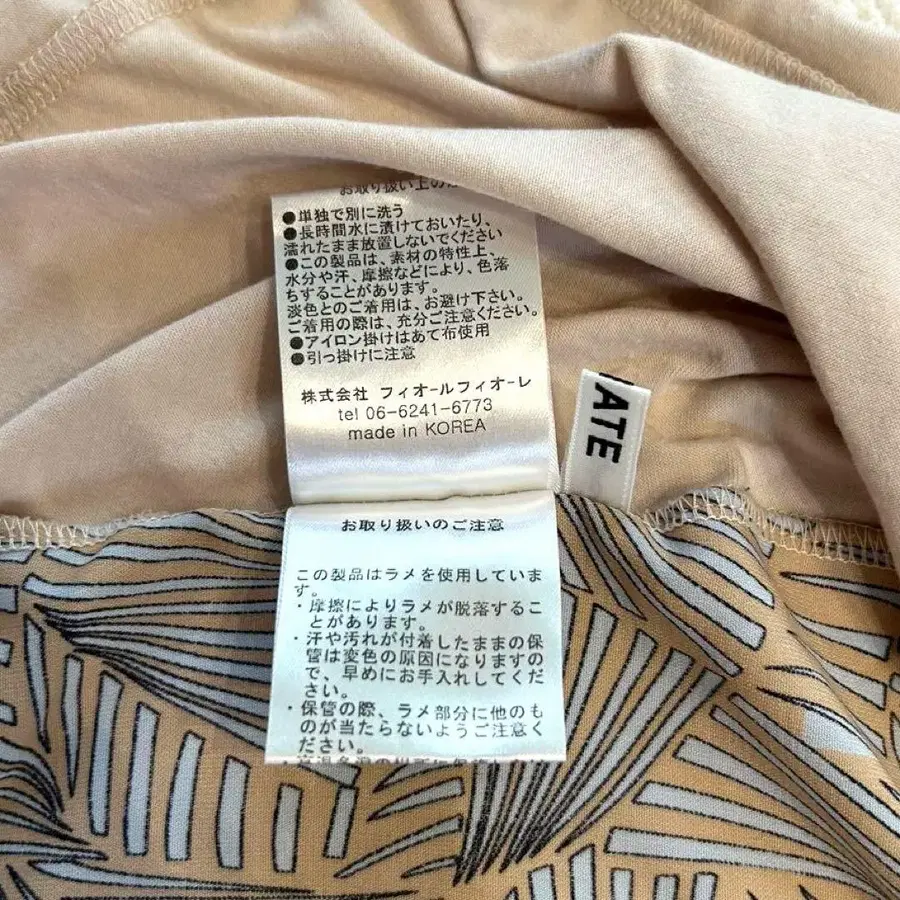 お取り扱い上の
●単独で別に洗う
●長時間水に漬けておいたり、
濡れたまま放置しないでください
●この製品は、素材の特性上、
水分や汗、摩擦などにより、色落
ちすることがあります。
淡色とのご着用は、お避け下さい。
ご着用の際は、充分ご注意ください。
●アイロン掛けはあて布使用
●引っ掛けに注意
株式会社 フィオールフィオーレ
tel 06-6241-6773
made in KOREA
ATE
お取り扱いのご注意
この製品はラメを使用していま
す。
・摩擦によりラメが脱落するこ
とがあります。
・汗や汚れが付着したままの保
管は変色の原因になりますの
で、早めにお手入れしてくだ
さい。
・保管の際、ラメ部分に他のも
のが当たらないようご注意く
ださい。